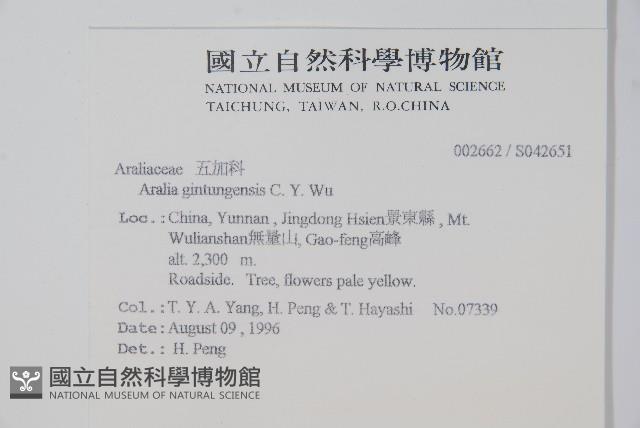 國立自然科學博物館
NATIONAL MUSEUM OF NATURAL SCIENCE
TAICHUNG, TAIWAN, R.O.CHINA
002662 / S042651
Araliaceae 五加科
Aralia gintungensis C. Y. Wu
Loc.: China, Yunnan , Jingdong Hsien景東縣 , Mt.
Wulianshan無量山, Gao-feng高峰
alt. 2,300 m.
Roadside. Tree, flowers pale yellow.
Col.: T. Y. A. Yang, H. Peng & T. Hayashi No.07339
Date: August 09 , 1996
Det.: H. Peng
國立自然科學博物館
NATIONAL MUSEUM OF NATURAL SCIENCE